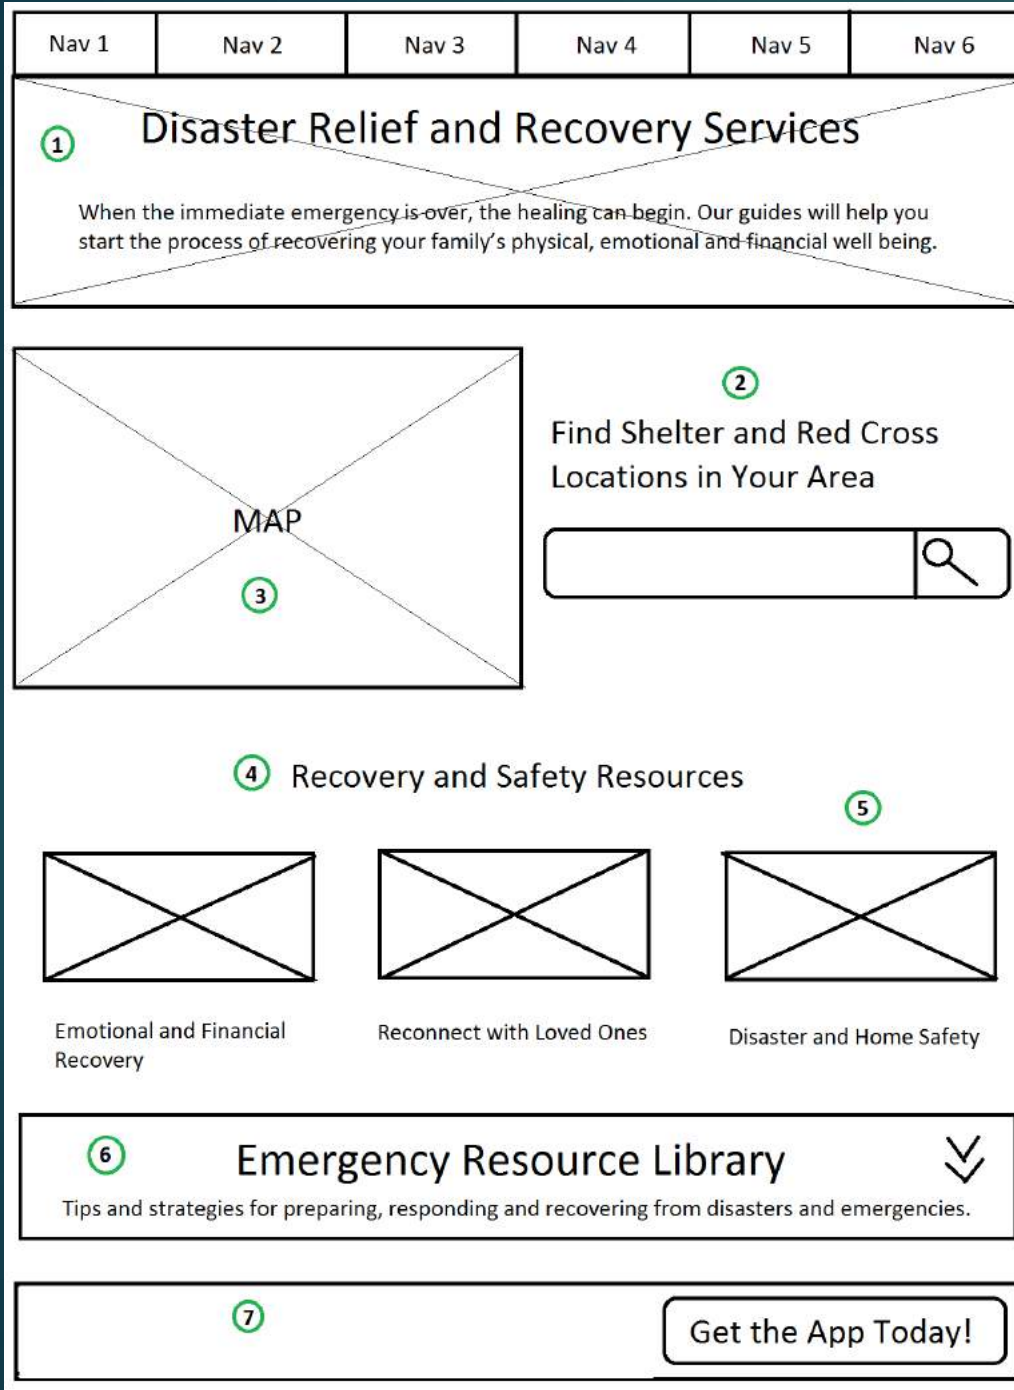 Nav 1 Nav 2 Nav 3 Nav 4 Nav 5 Nav 6
1
Disaster Relief and Recovery Services
When the immediate emergency is over, the healing can begin. Our guides will help you
start the process of recovering your family's physical, emotional and financial well being.
2
Find Shelter and Red Cross
Locations in Your Area
MAP
3
4 Recovery and Safety Resources
5
Emotional and Financial
Recovery
Reconnect with Loved Ones
Disaster and Home Safety
6
Emergency Resource Library
Tips and strategies for preparing, responding and recovering from disasters and emergencies.
7
Get the App Today!